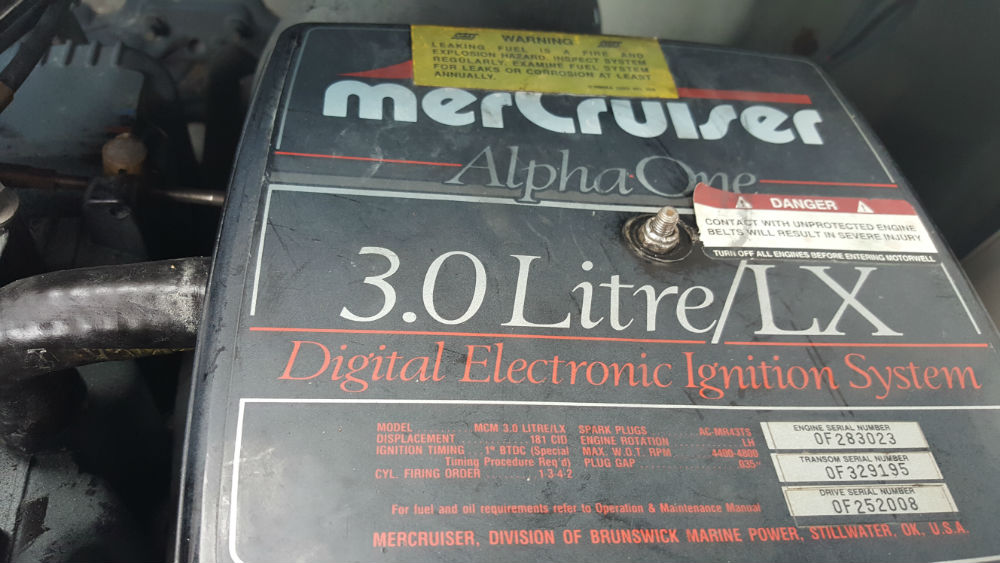 WARNING
LEAKING FUEL IS A FIRE AND
EXPLOSION HAZARD. INSPECT SYSTEM
REGULARLY. EXAMINE FUEL SYSTEM
FOR LEAKS OR CORROSION AT LEAST
ANNUALLY.
merCruiser
Alpha One
DANGER
CONTACT WITH UNPROTECTED ENGINE
BELTS WILL RESULT IN SEVERE INJURY
TURN OFF ALL ENGINES BEFORE ENTERING MOTORWELL
3.0 Litre/LX
Digital Electronic Ignition System
MODEL ........ MCM 3.0 LITRE/LX
DISPLACEMENT ........ 181 CID
IGNITION TIMING .. 1° BTDC (Special
Timing Procedure Req'd)
CYL. FIRING ORDER ........ 1-3-4-2
SPARK PLUGS ........ AC-MR43TS
ENGINE ROTATION ........ LH
MAX. W.O.T. RPM ........ 4400-4800
PLUG GAP ........ .035"
ENGINE SERIAL NUMBER
0F283023
TRANSOM SERIAL NUMBER
0F329195
DRIVE SERIAL NUMBER
0F252008
For fuel and oil requirements refer to Operation & Maintenance Manual
MERCRUISER, DIVISION OF BRUNSWICK MARINE POWER, STILLWATER, OK, U.S.A.